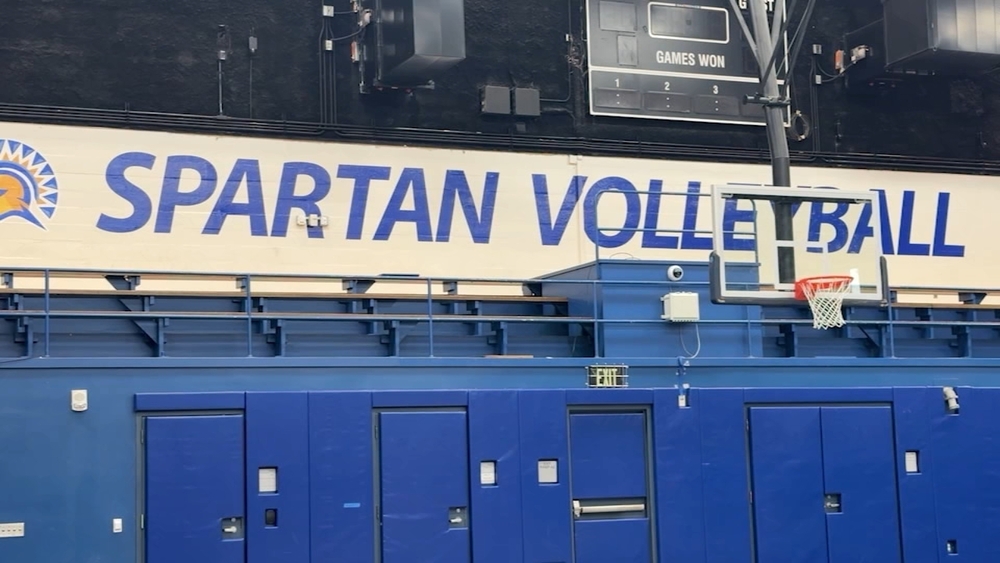 GAMES WON
1 2 3
SPARTAN VOLLEYBALL
EXIT